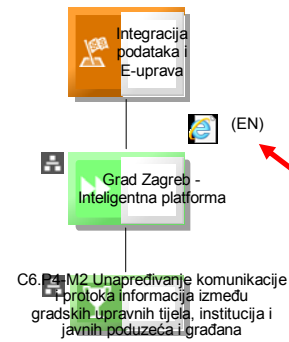 Integracija
podataka i
E-uprava
(EN)
Grad Zagreb -
Inteligentna platforma
C6.P4-M2 Unapređivanje komunikacije
i protoka informacija između
gradskih upravnih tijela, institucija i
javnih poduzeća i građana